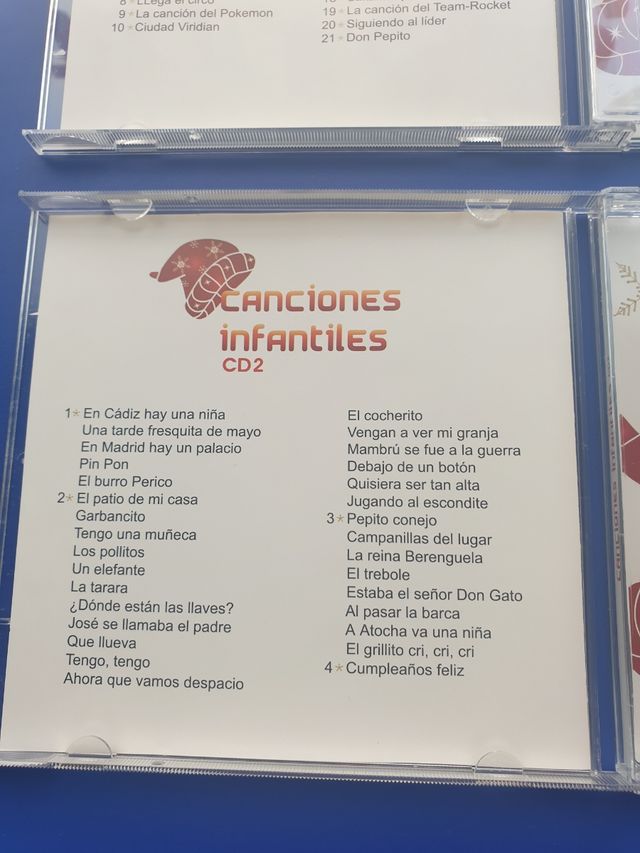 8 * LLega el circo
9 * La canción del Pokemon
10 * Ciudad Viridian
19 * La canción del Team-Rocket
20 * Siguiendo al líder
21 * Don Pepito
canciones
infantiles
CD2
1* En Cádiz hay una niña
Una tarde fresquita de mayo
En Madrid hay un palacio
Pin Pon
El burro Perico
2* El patio de mi casa
Garbancito
Tengo una muñeca
Los pollitos
Un elefante
La tarara
¿Dónde están las llaves?
José se llamaba el padre
Que llueva
Tengo, tengo
Ahora que vamos despacio
El cocherito
Vengan a ver mi granja
Mambrú se fue a la guerra
Debajo de un botón
Quisiera ser tan alta
Jugando al escondite
3* Pepito conejo
Campanillas del lugar
La reina Berenguela
El trebole
Estaba el señor Don Gato
Al pasar la barca
A Atocha va una niña
El grillito cri, cri, cri
4* Cumpleaños feliz
canciones infantiles